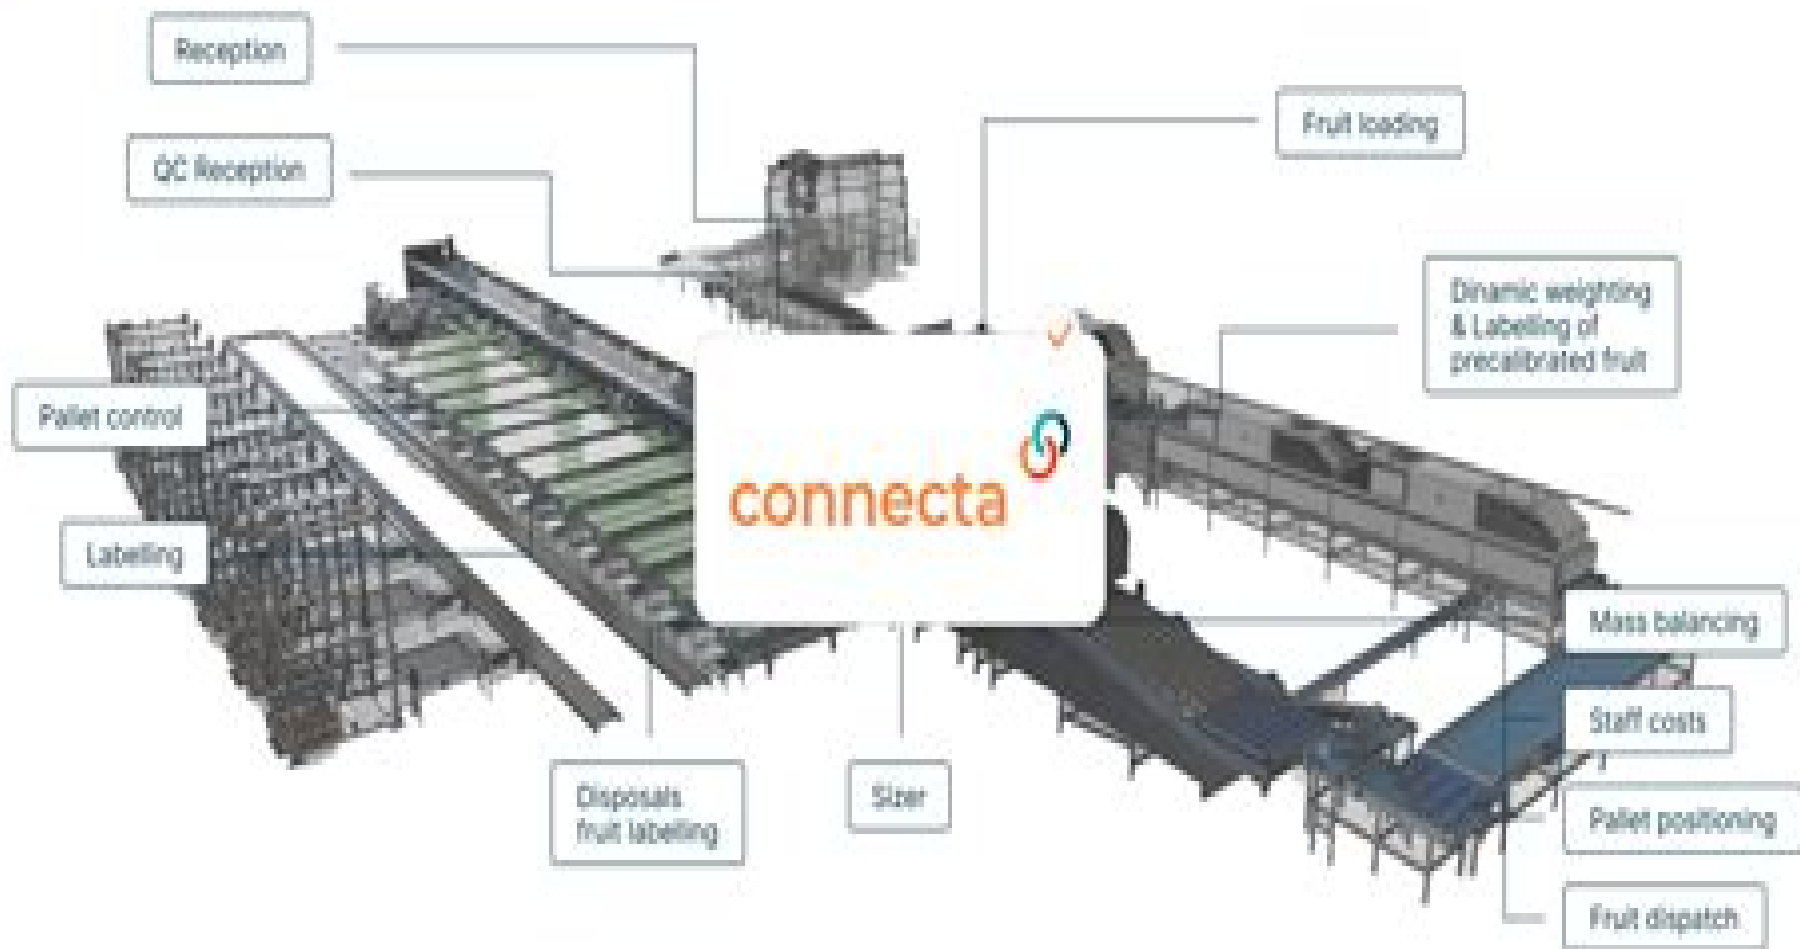 Reception
Fruit loading
QC Reception
Dinamic weighting
& Labelling of
precalibrated fruit
Pallet control
connecta
Labelling
Mass balancing
Staff costs
Disposals
fruit labelling
Sizer
Pallet positioning
Fruit dispatch